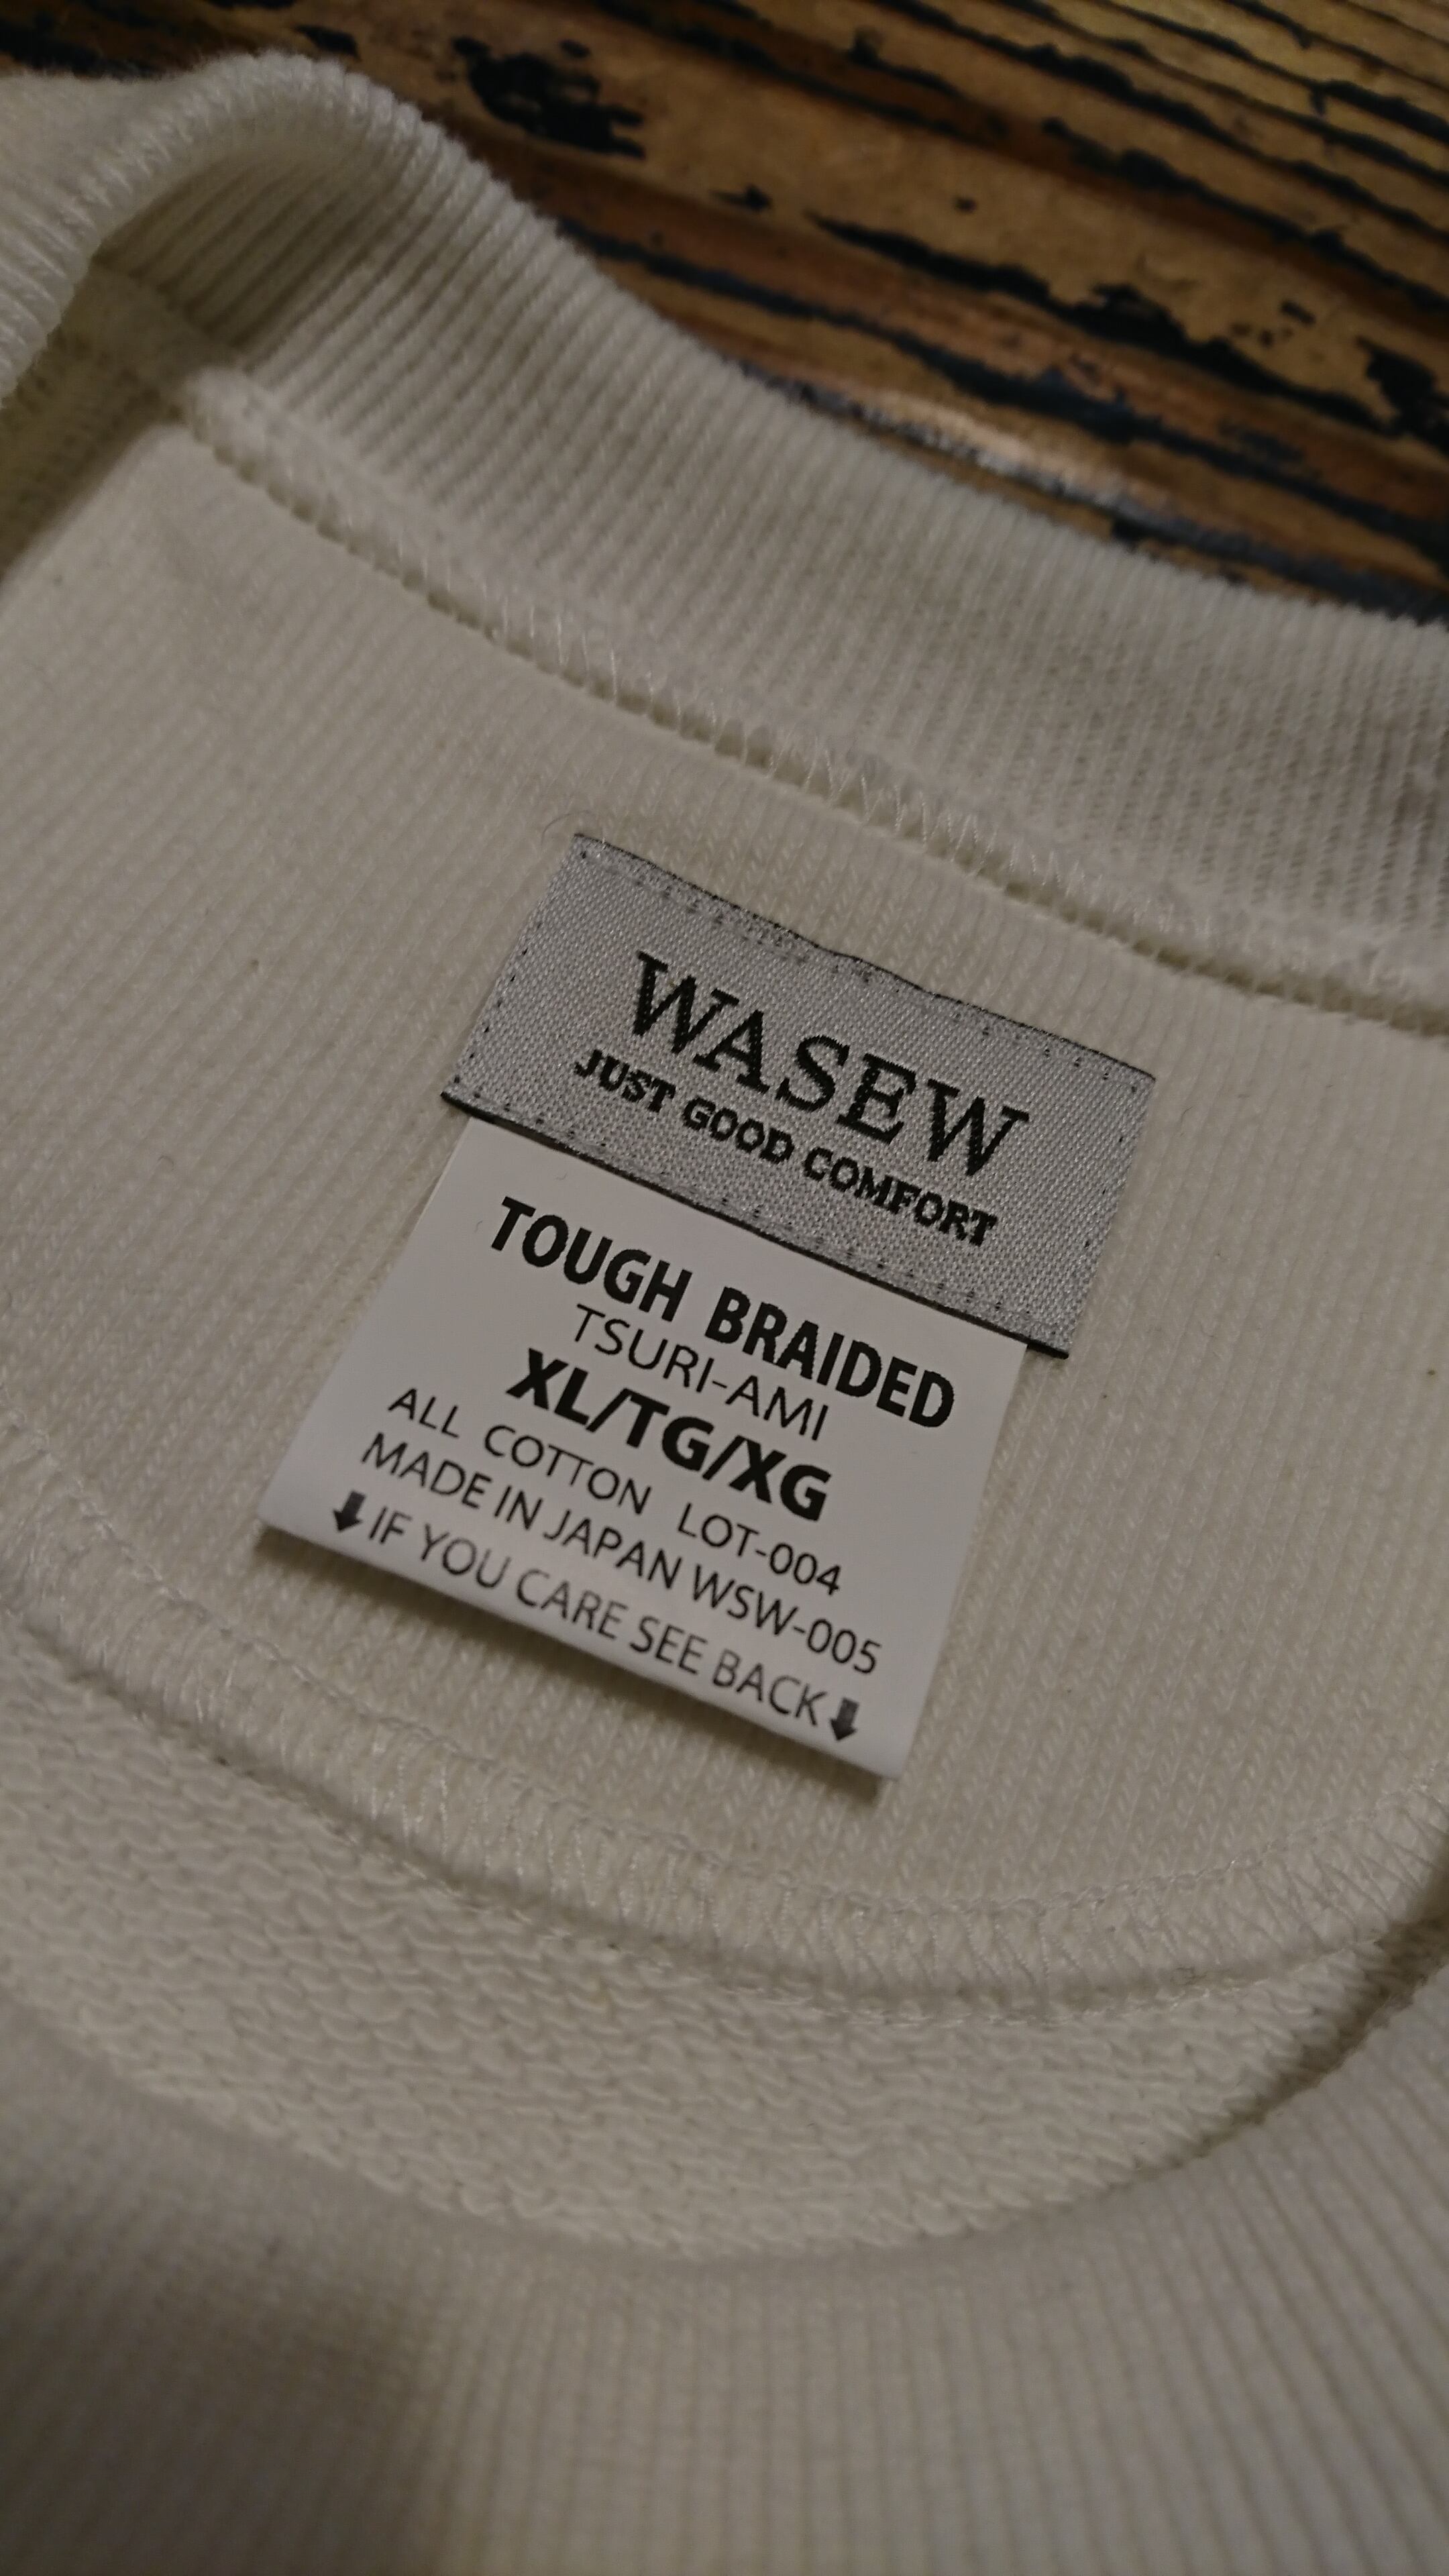 WASEW
JUST GOOD COMFORT
TOUGH BRAIDED
TSURI-AMI
XL/TG/XG
ALL COTTON LOT-004
MADE IN JAPAN WSW-005
⬇IF YOU CARE SEE BACK⬇